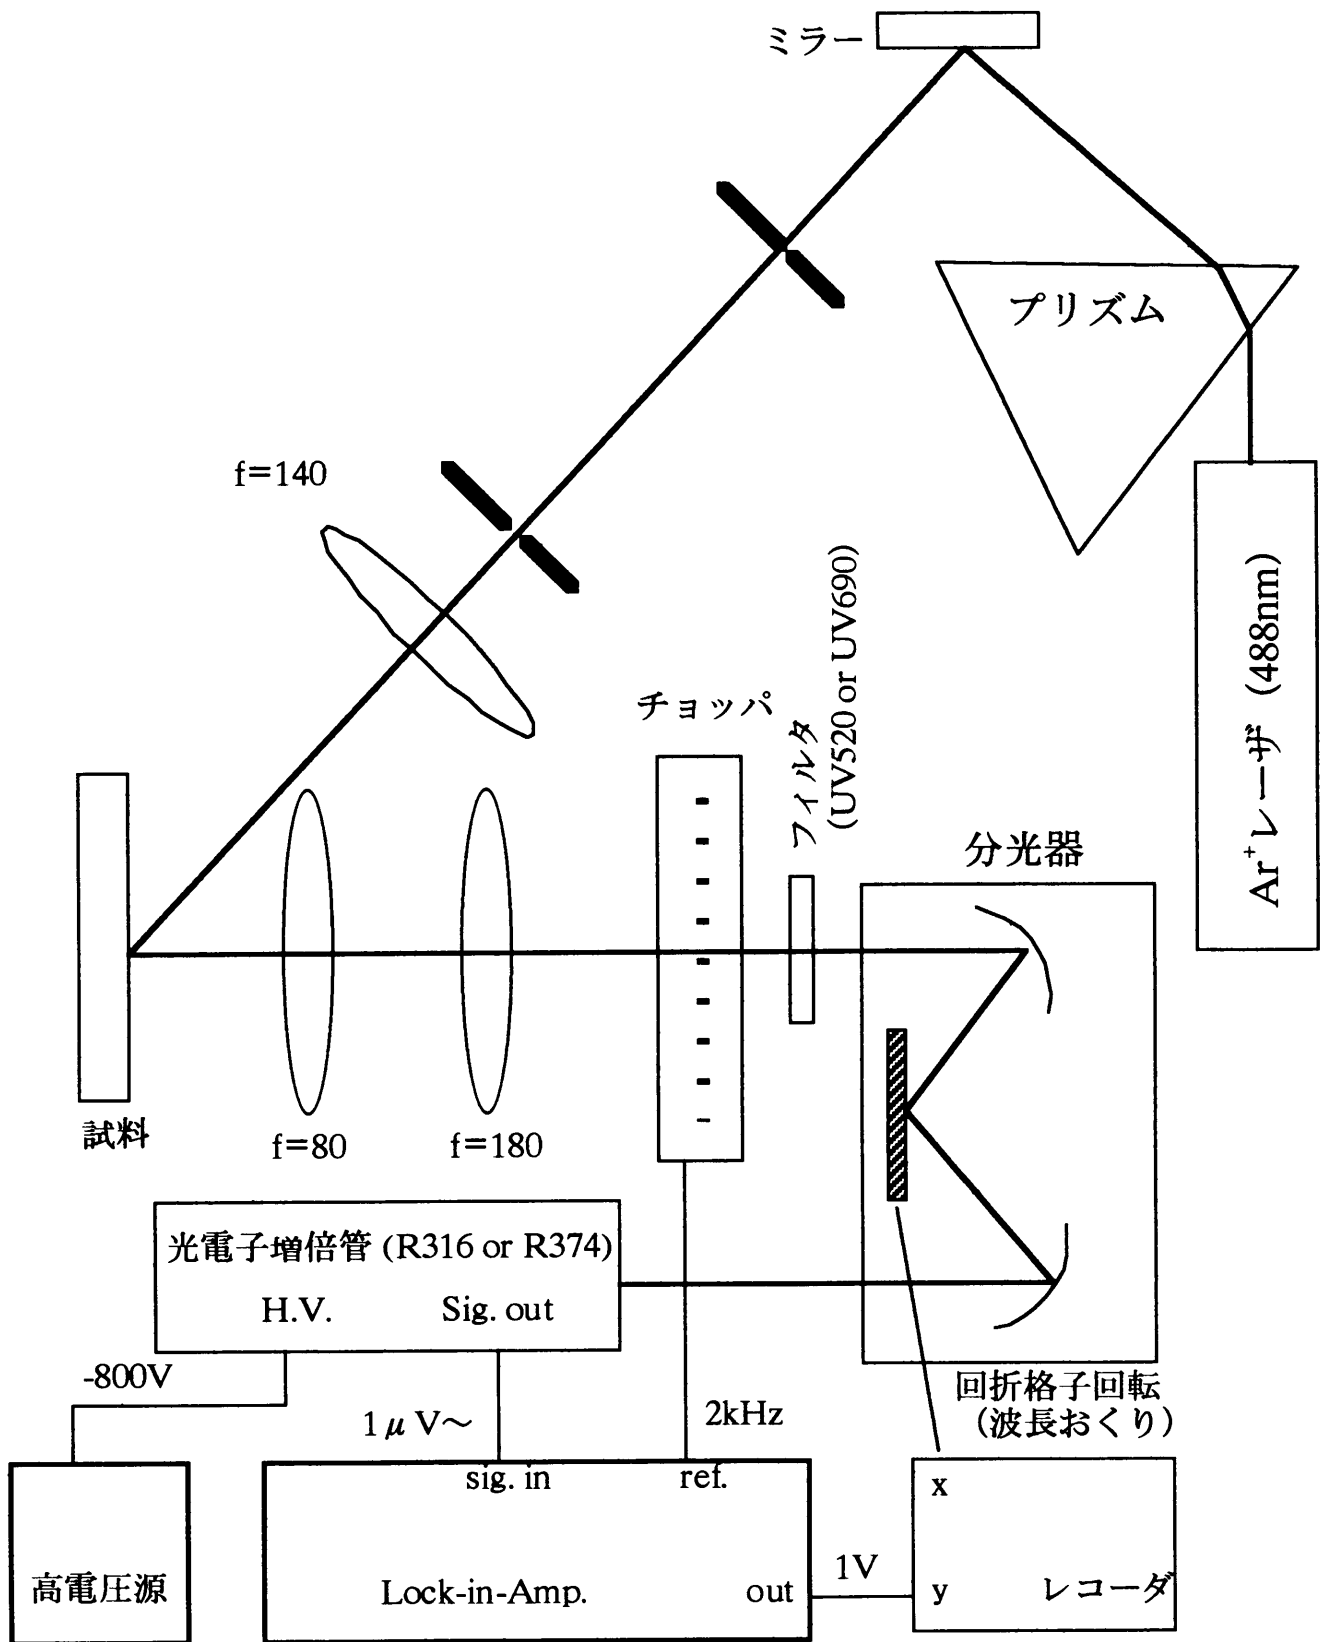 ミラー
プリズム
f=140
Ar⁺レーザ (488nm)
フィルタ
(UV520 or UV690)
チョッパ
分光器
試料
f=80
f=180
光電子増倍管 (R316 or R374)
H.V.
Sig. out
-800V
1μV～
2kHz
回折格子回転
(波長おくり)
sig. in
ref.
x
高電圧源
Lock-in-Amp.
out
1V
y
レコーダ